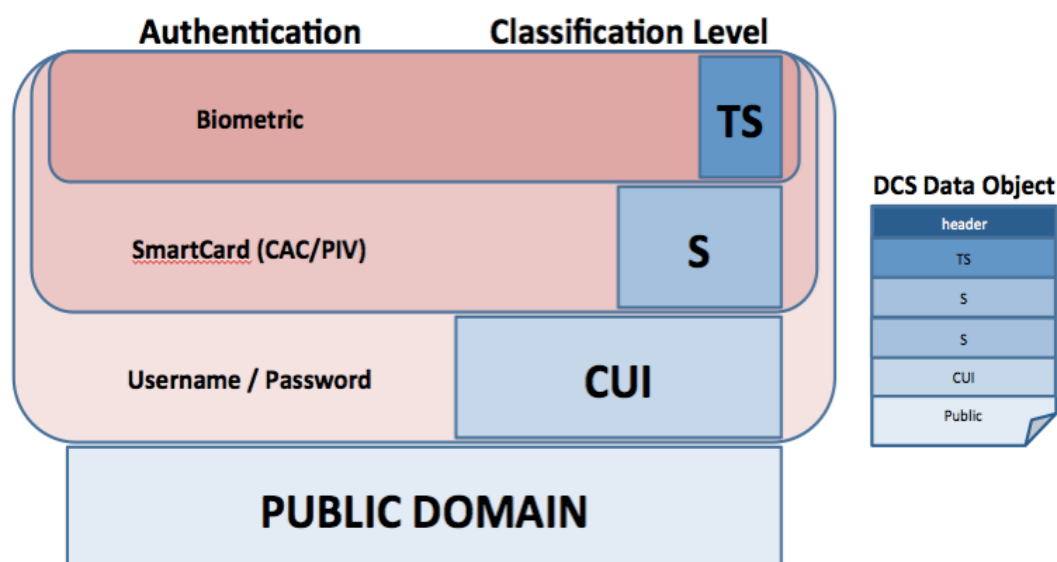 Authentication
Classification Level
Biometric
TS
SmartCard (CAC/PIV)
S
Username / Password
CUI
PUBLIC DOMAIN
DCS Data Object
header
TS
S
S
CUI
Public